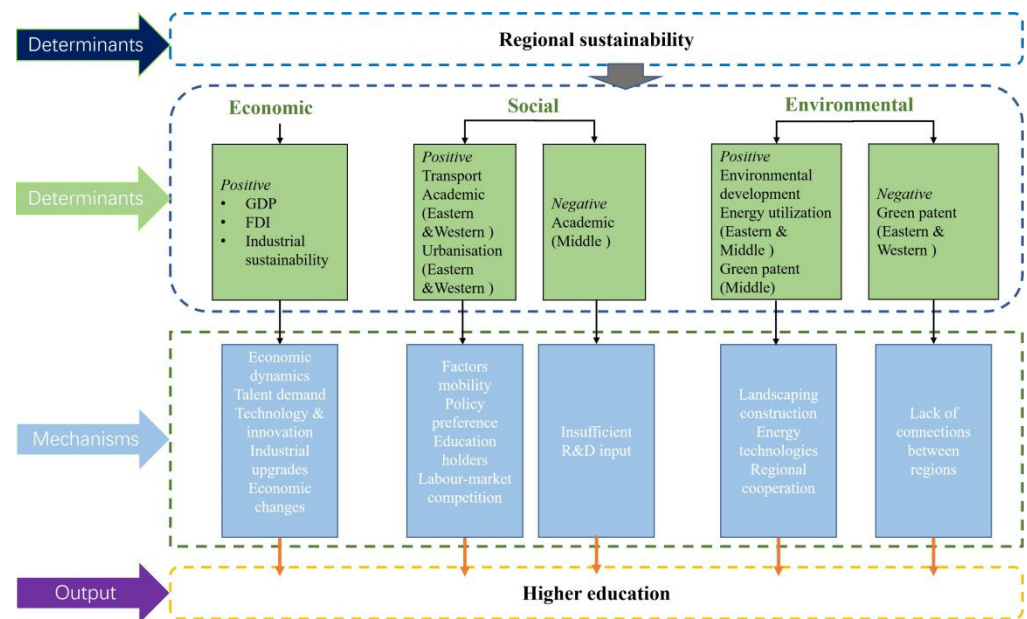 Determinants
Regional sustainability
Determinants
Economic
Social
Environmental
Positive
• GDP
• FDI
• Industrial
sustainability
Positive
Transport
Academic
(Eastern
&Western )
Urbanisation
(Eastern
&Western )
Negative
Academic
(Middle )
Positive
Environmental
development
Energy utilization
(Eastern &
Middle )
Green patent
(Middle)
Negative
Green patent
(Eastern &
Western )
Mechanisms
Economic
dynamics
Talent demand
Technology &
innovation
Industrial
upgrades
Economic
changes
Factors
mobility
Policy
preference
Education
holders
Labour-market
competition
Insufficient
R&D input
Landscaping
construction
Energy
technologies
Regional
cooperation
Lack of
connections
between
regions
Output
Higher education